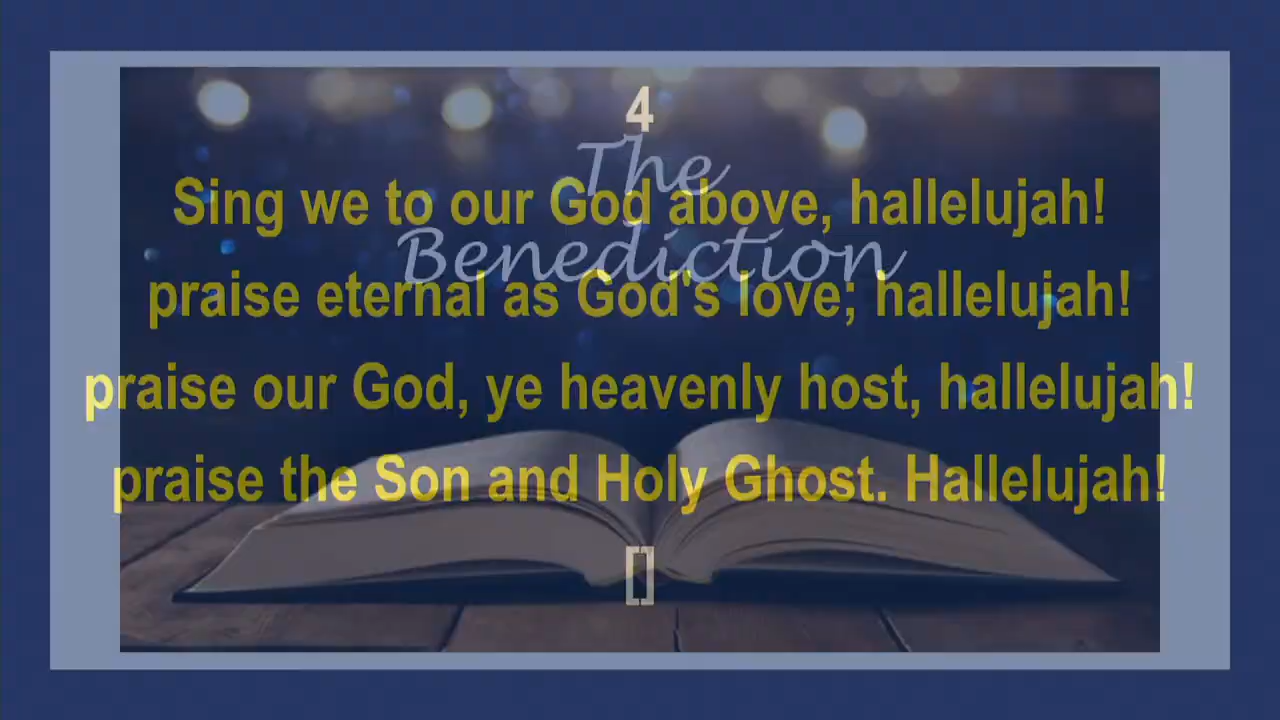 4
The
Sing we to our God above, hallelujah!
Benediction
praise eternal as God's love; hallelujah!
praise our God, ye heavenly host, hallelujah!
praise the Son and Holy Ghost. Hallelujah!
[]